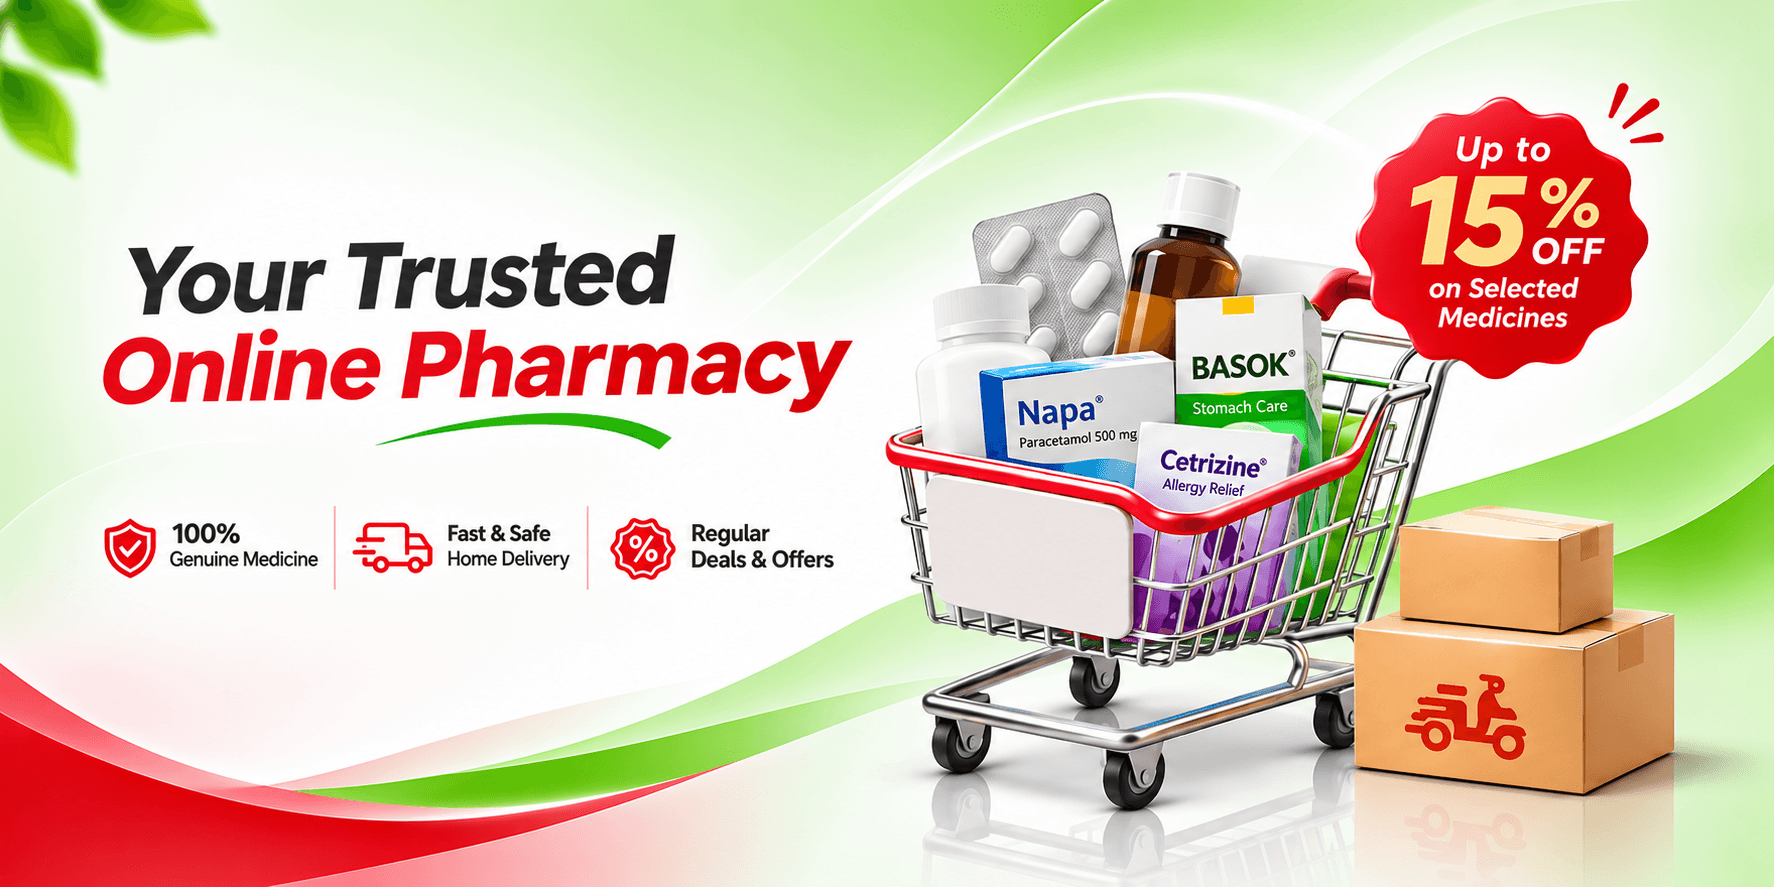 Your Trusted
Online Pharmacy
100%
Genuine Medicine
Fast & Safe
Home Delivery
%
Regular
Deals & Offers
Up to
15%
OFF
on Selected
Medicines
BASOK®
Stomach Care
Napa®
Paracetamol 500 mg
Cetrizine®
Allergy Relief